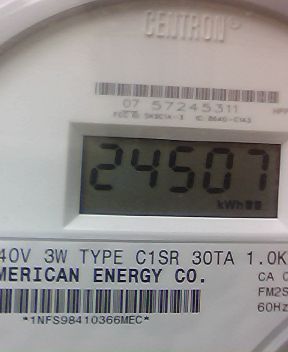 CENTRON®
07 57245311
24507
kWh
40V 3W TYPE C1SR 30TA 1.0K
MERICAN ENERGY CO.
CA
FM2S
60Hz
*1NFS98410366MEC*